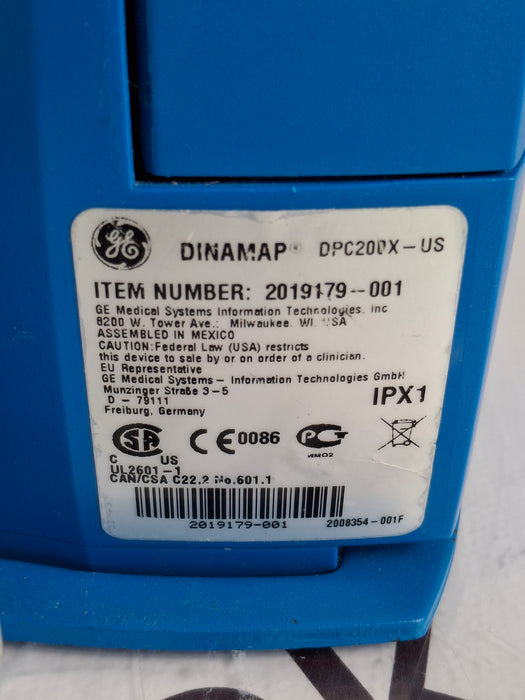 GE
DINAMAP® DPC200X-US
ITEM NUMBER: 2019179-001
GE Medical Systems Information Technologies, Inc
8200 W. Tower Ave.; Milwaukee. WI. USA
ASSEMBLED IN MEXICO
CAUTION: Federal Law (USA) restricts
this device to sale by or on order of a clinician.
EU Representative
GE Medical Systems - Information Technologies GmbH
Munzinger Straße 3-5
D - 79111
Freiburg, Germany
IPX1
CSA CE0086 PCT
C US
ИМО2
UL2601-1
CAN/CSA C22.2 No.601.1
2019179-001
2008354-001F